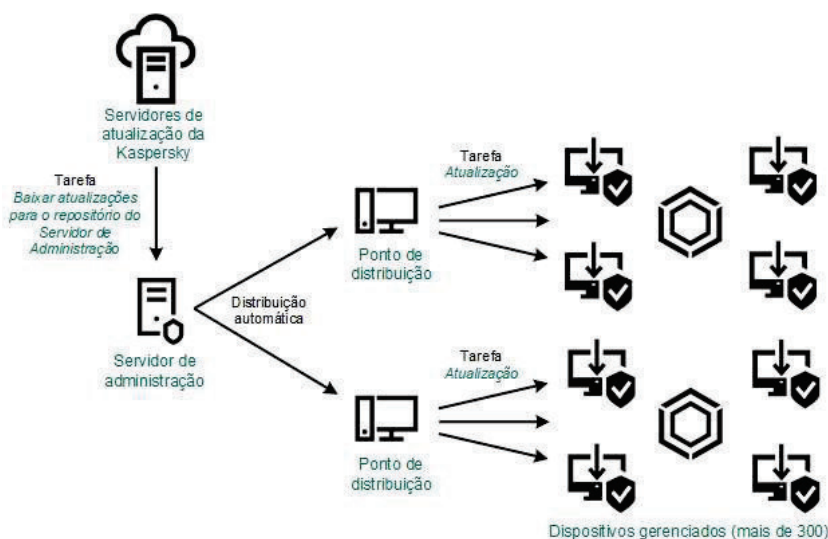 Servidores de
atualização da
Kaspersky
Tarefa
Baixar atualizações
para o repositório do
Servidor de
Administração
Servidor de
administração
Distribuição
automática
Ponto de
distribuição
Tarefa
Atualização
Ponto de
distribuição
Tarefa
Atualização
Dispositivos gerenciados (mais de 300)